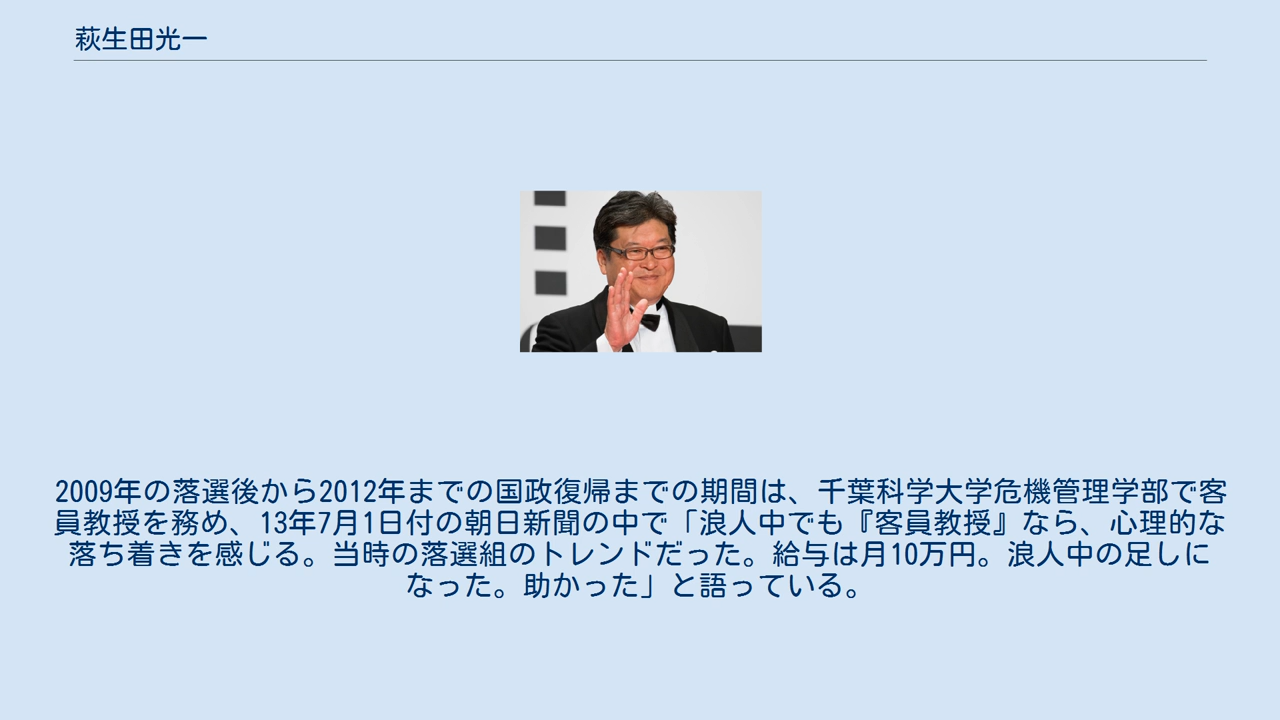 萩生田光一
2009年の落選後から2012年までの国政復帰までの期間は、千葉科学大学危機管理学部で客
員教授を務め、13年7月1日付の朝日新聞の中で「浪人中でも『客員教授』なら、心理的な
落ち着きを感じる。当時の落選組のトレンドだった。給与は月10万円。浪人中の足しに
なった。助かった」と語っている。